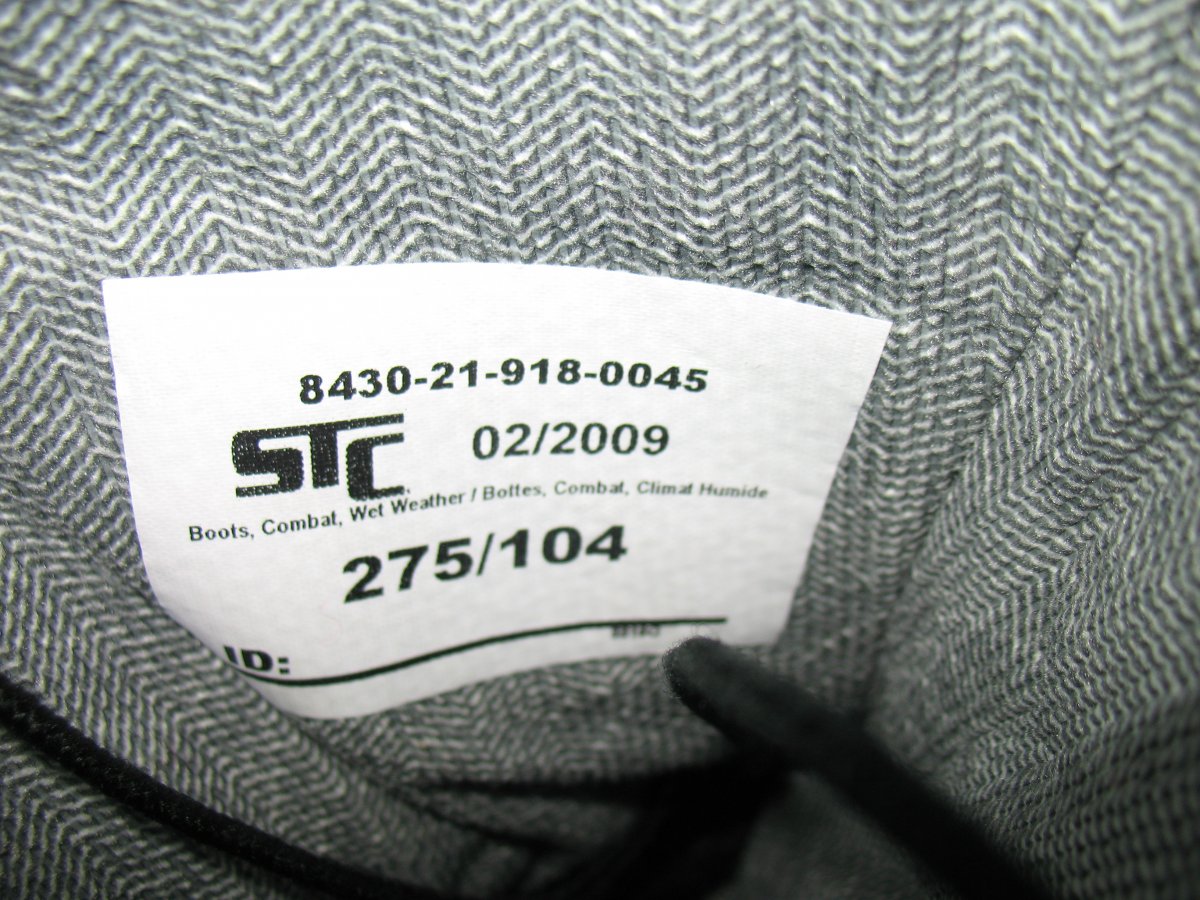 8430-21-918-0045
STC 02/2009
Boots, Combat, Wet Weather / Bottes, Combat, Climat Humide
275/104
ID: